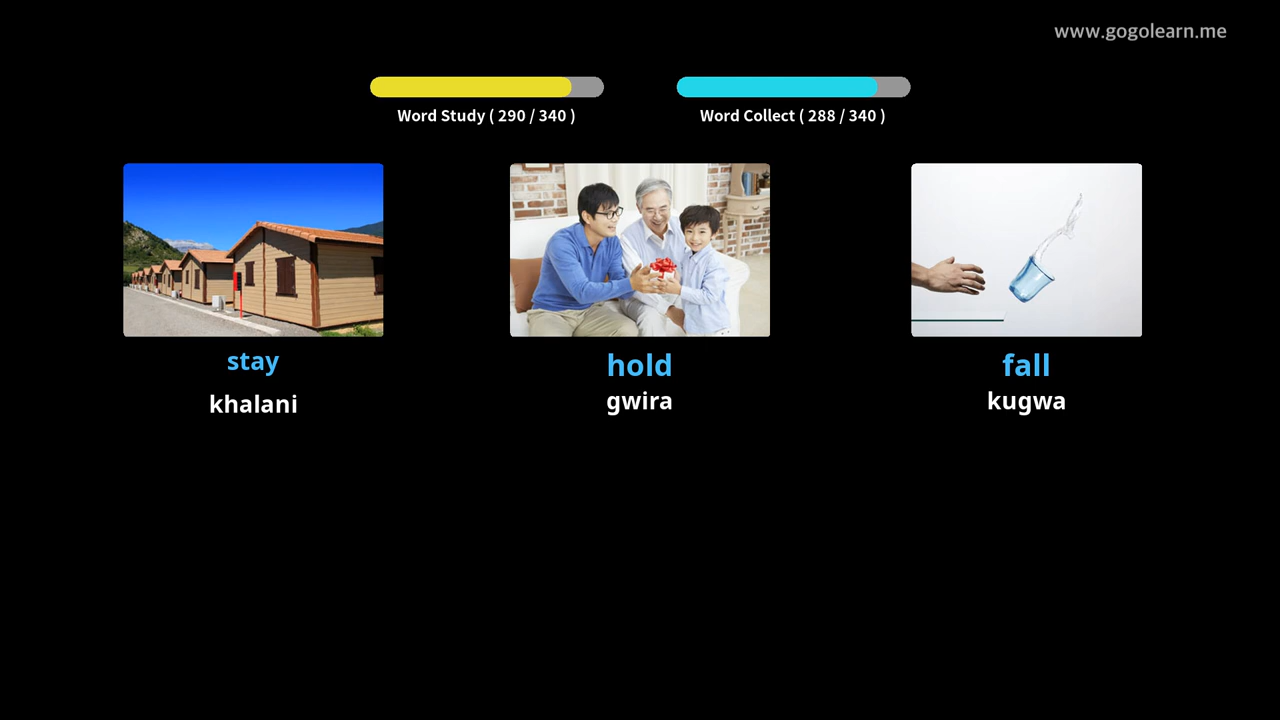 www.gogolearn.me
Word Study ( 290 / 340 )
Word Collect ( 288 / 340 )
stay
khalani
hold
gwira
fall
kugwa